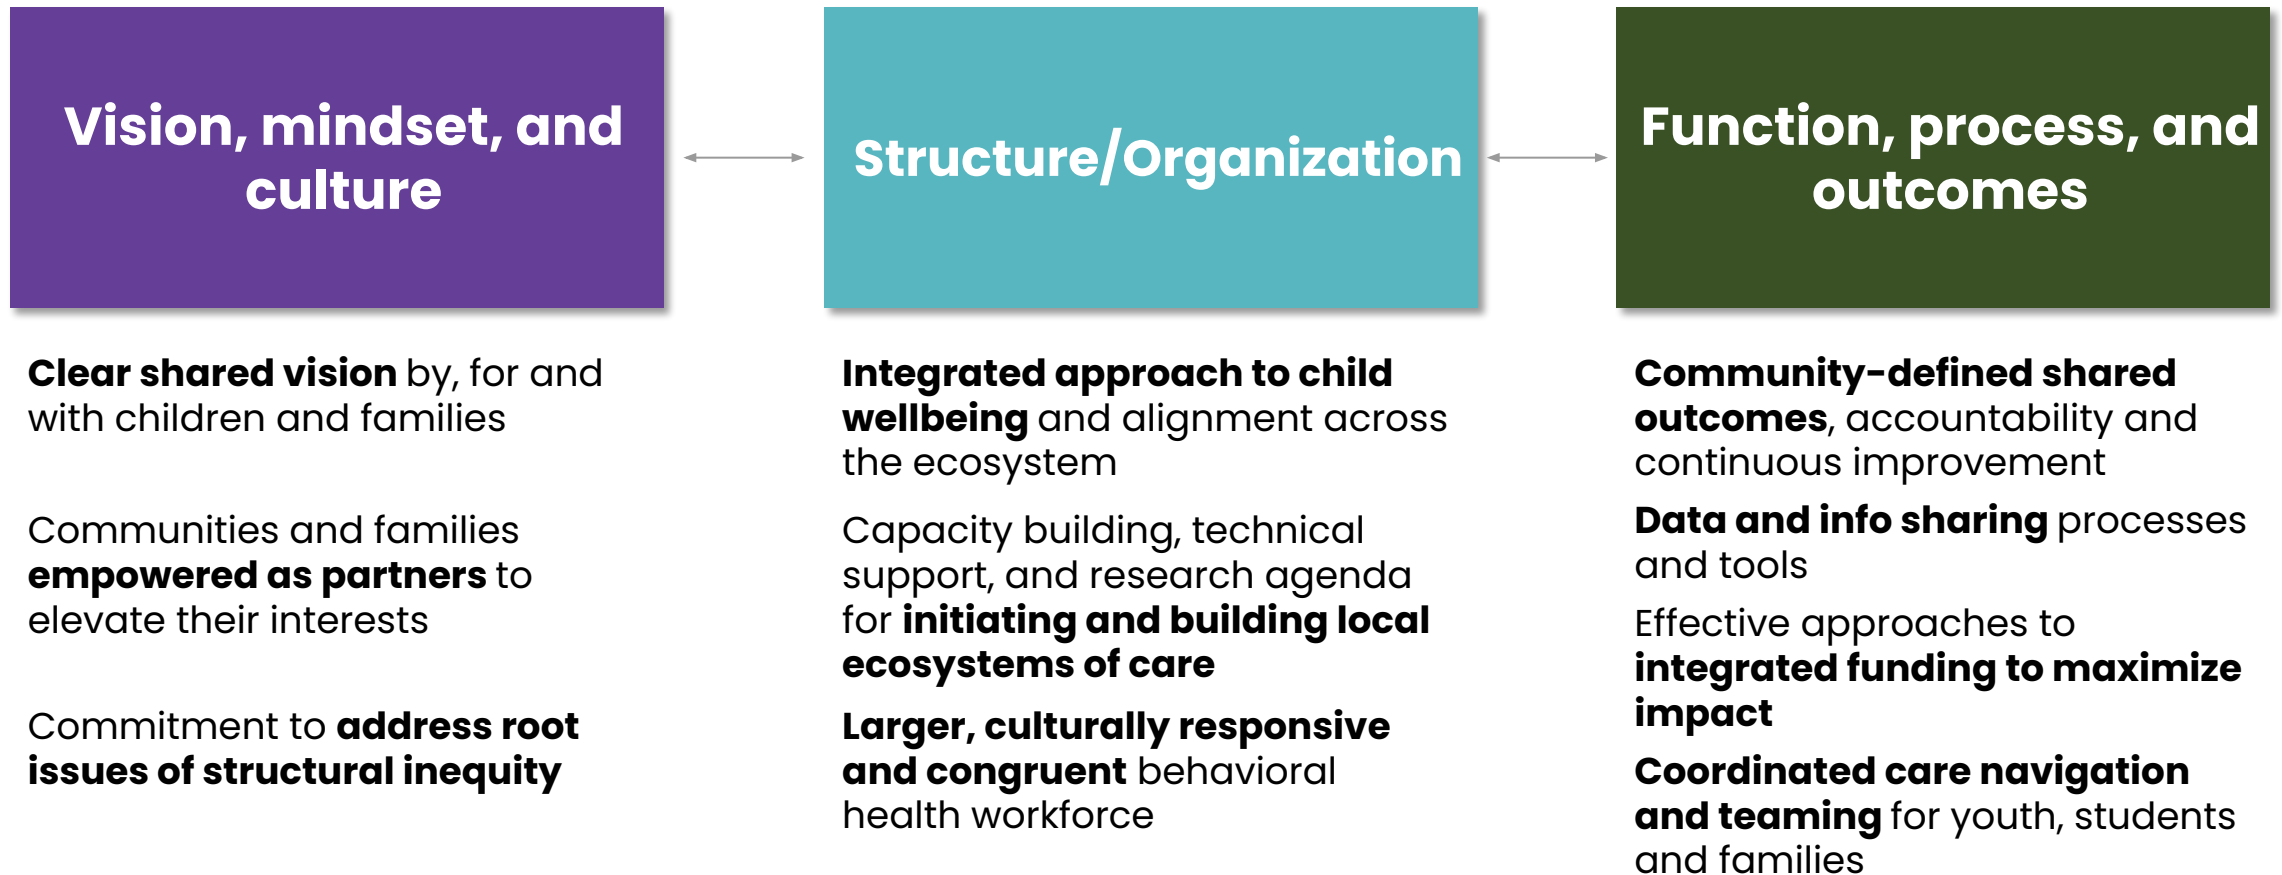 Vision, mindset, and
culture
Structure/Organization
Function, process, and
outcomes
Clear shared vision by, for and
with children and families
Communities and families
empowered as partners to
elevate their interests
Commitment to address root
issues of structural inequity
Integrated approach to child
wellbeing and alignment across
the ecosystem
Capacity building, technical
support, and research agenda
for initiating and building local
ecosystems of care
Larger, culturally responsive
and congruent behavioral
health workforce
Community-defined shared
outcomes, accountability and
continuous improvement
Data and info sharing processes
and tools
Effective approaches to
integrated funding to maximize
impact
Coordinated care navigation
and teaming for youth, students
and families